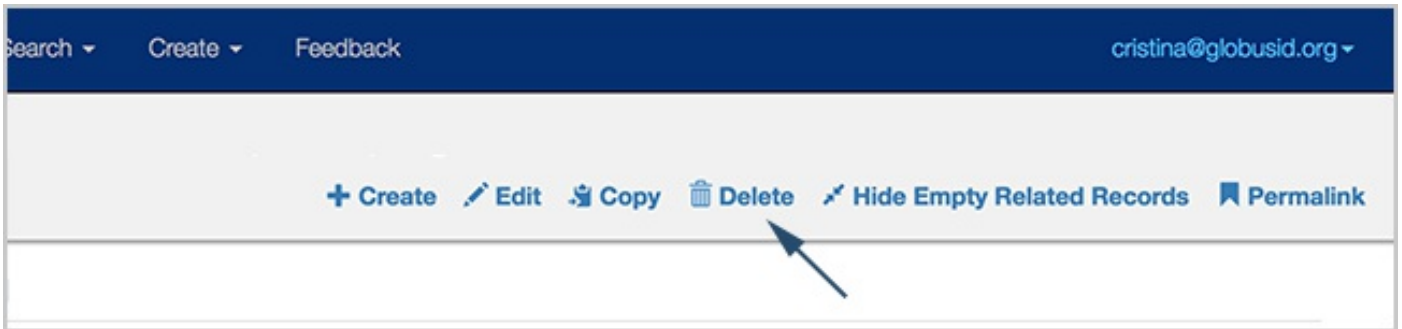 Search Create Feedback cristina@globusid.org
Create Edit Copy Delete Hide Empty Related Records Permalink